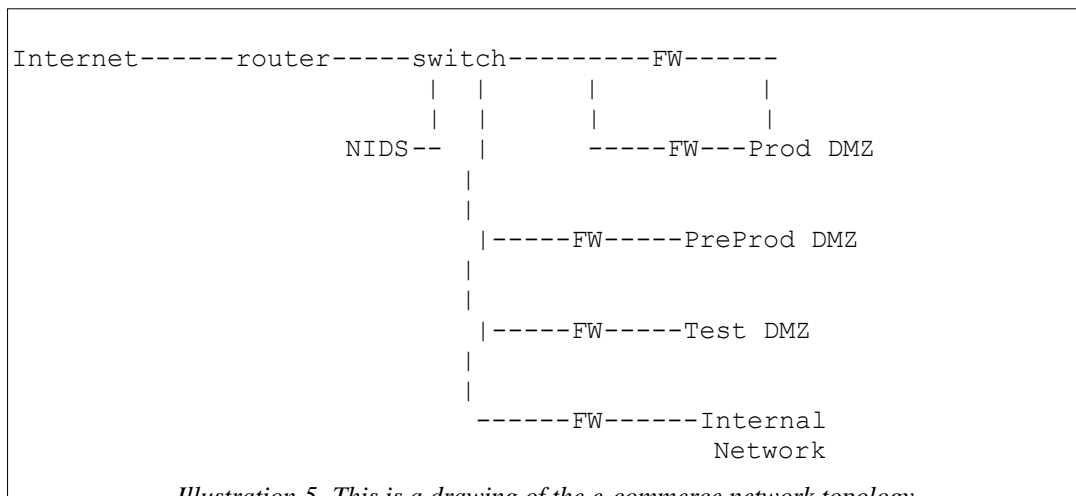 Internet------router-----switch---------FW------
| | | |
| | | |
NIDS-- | -----FW---Prod DMZ
|
|
|-----FW-----PreProd DMZ
|
|
|-----FW-----Test DMZ
|
|
------FW------Internal
Network
Illustration 5. This is a drawing of the e-commerce network topology